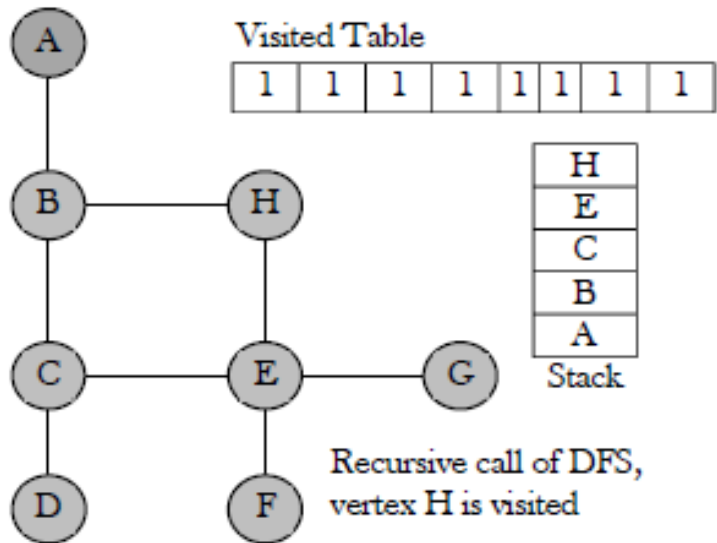 A
Visited Table
1 1 1 1 1 1 1 1
H
B H E
C
B
C E G A
Stack
Recursive call of DFS,
D F vertex H is visited